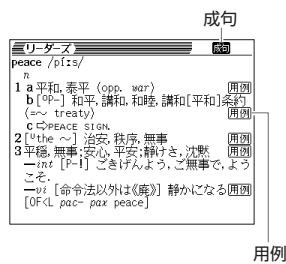 成句
リーダーズ 成句
peace /píːs/
n
1 a 平和, 泰平 (opp. war) 用例
b [ºP-] 和平, 講和, 和睦, 講和[平和]条約
(=~ treaty) 用例
c ⇨PEACE SIGN.
2 [ᵁthe ~] 治安, 秩序, 無事 用例
3 平穏, 無事;安心, 平安;静けさ, 沈黙 用例
—int [P-!] ごきげんよう, ご無事で, よう
こそ.
—vi [命令法以外は《廃》] 静かになる 用例
[OF<L pac- pax peace]
用例